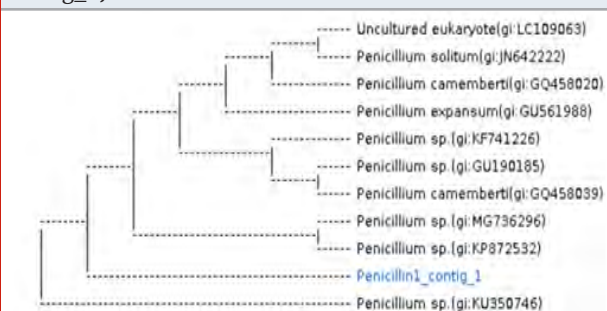 Uncultured eukaryote(gi:LC109063)
Penicillium solitum(gi:JN642222)
Penicillium camemberti(gi:GQ458020)
Penicillium expansum(gi:GU561988)
Penicillium sp.(gi:KF741226)
Penicillium sp.(gi:GU190185)
Penicillium camemberti(gi:GQ458039)
Penicillium sp.(gi:MG736296)
Penicillium sp.(gi:KP872532)
Penicillin1_contig_1
Penicillium sp.(gi:KU350746)